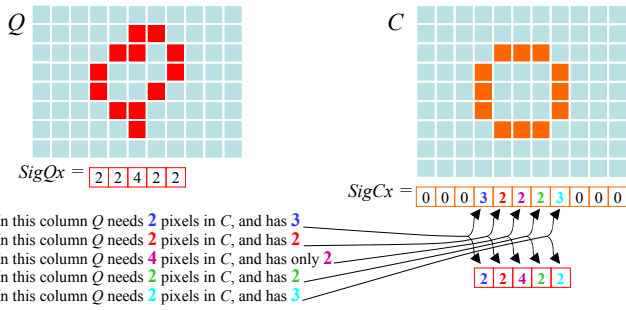 Q C
SigQx = 2 2 4 2 2
SigCx = 0 0 0 3 2 2 2 3 0 0 0
n this column Q needs 2 pixels in C, and has 3
n this column Q needs 2 pixels in C, and has 2
n this column Q needs 4 pixels in C, and has only 2
n this column Q needs 2 pixels in C, and has 2
n this column Q needs 2 pixels in C, and has 3
2 2 4 2 2